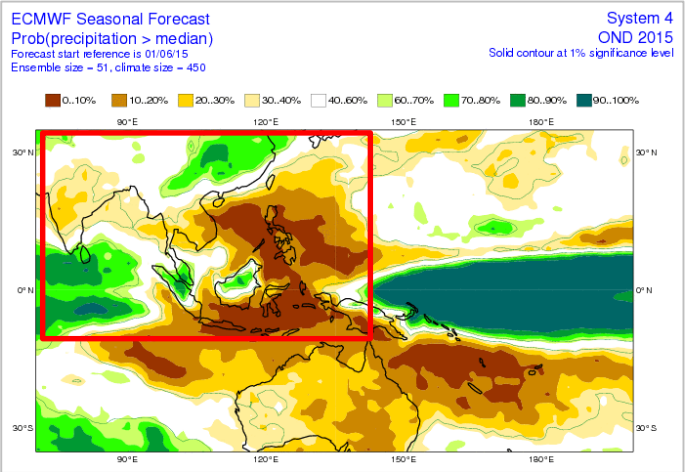 ECMWF Seasonal Forecast
System 4
Prob(precipitation > median)
OND 2015
Forecast start reference is 01/06/15
Solid contour at 1% significance level
Ensemble size = 51, climate size = 450
0..10% 10..20% 20..30% 30..40% 40..60% 60..70% 70..80% 80..90% 90..100%
90°E 120°E 150°E 180°E
30°N 30°N
0°N 0°N
30°S 30°S
90°E 120°E 150°E 180°E